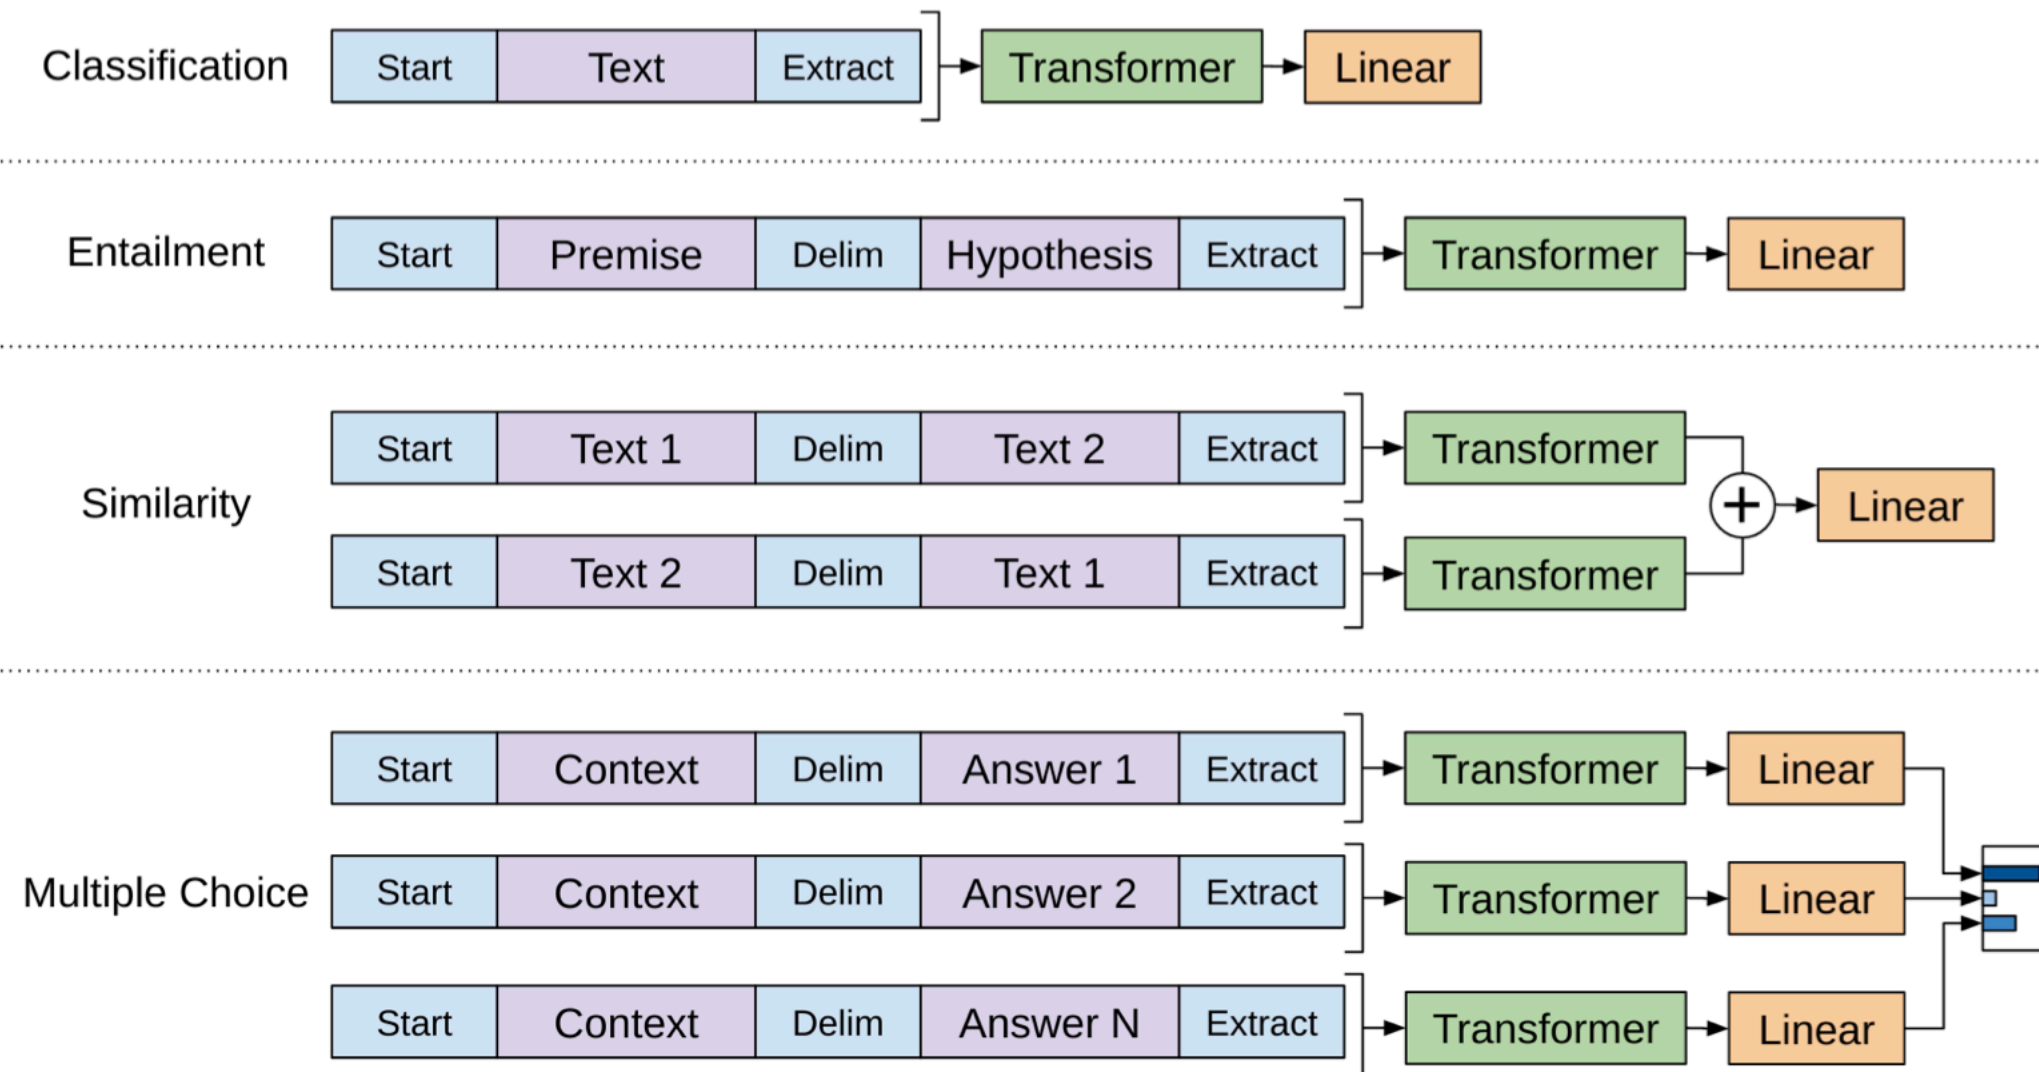 Classification Start Text Extract Transformer Linear
Entailment Start Premise Delim Hypothesis Extract Transformer Linear
Start Text 1 Delim Text 2 Extract Transformer
Similarity + Linear
Start Text 2 Delim Text 1 Extract Transformer
Start Context Delim Answer 1 Extract Transformer Linear
Multiple Choice Start Context Delim Answer 2 Extract Transformer Linear
Start Context Delim Answer N Extract Transformer Linear